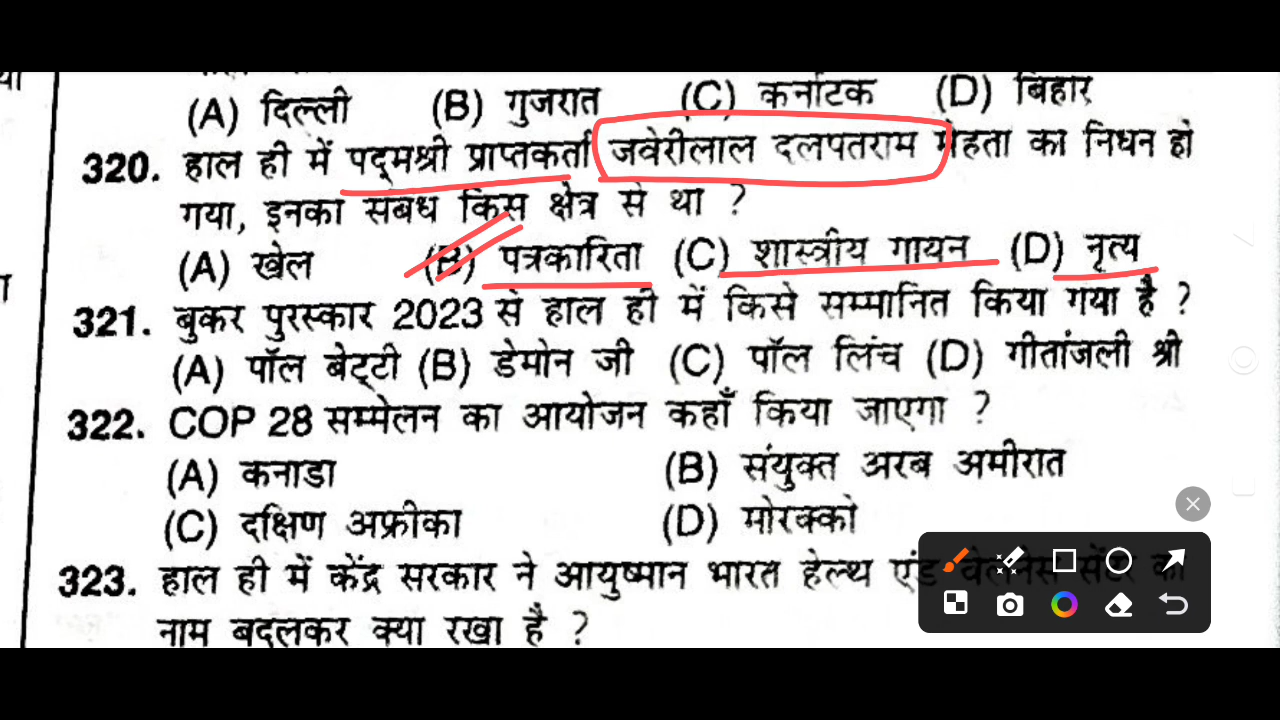 (A) दिल्ली (B) गुजरात (C) कर्नाटक (D) बिहार
320. हाल ही में पद्मश्री प्राप्तकर्ता जवेरीलाल दलपतराम मेहता का निधन हो
गया, इनका संबंध किस क्षेत्र से था ?
(A) खेल (B) पत्रकारिता (C) शास्त्रीय गायन (D) नृत्य
321. बुकर पुरस्कार 2023 से हाल ही में किसे सम्मानित किया गया है ?
(A) पॉल बेट्टी (B) डेमोन जी (C) पॉल लिंच (D) गीतांजली श्री
322. COP 28 सम्मेलन का आयोजन कहाँ किया जाएगा ?
(A) कनाडा (B) संयुक्त अरब अमीरात
(C) दक्षिण अफ्रीका (D) मोरक्को
323. हाल ही में केंद्र सरकार ने आयुष्मान भारत हेल्थ एंड वेलनेस सेंटर का
नाम बदलकर क्या रखा है ?